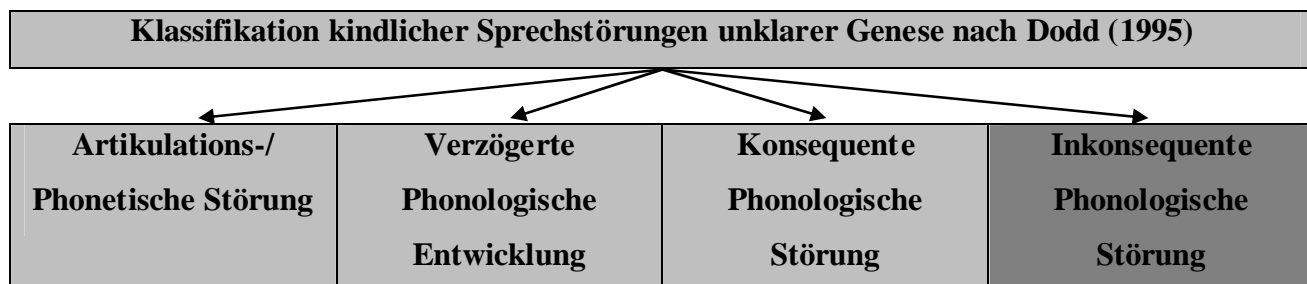 Klassifikation kindlicher Sprechstörungen unklarer Genese nach Dodd (1995)
Artikulations-/
Phonetische Störung
Verzögerte
Phonologische
Entwicklung
Konsequente
Phonologische
Störung
Inkonsequente
Phonologische
Störung